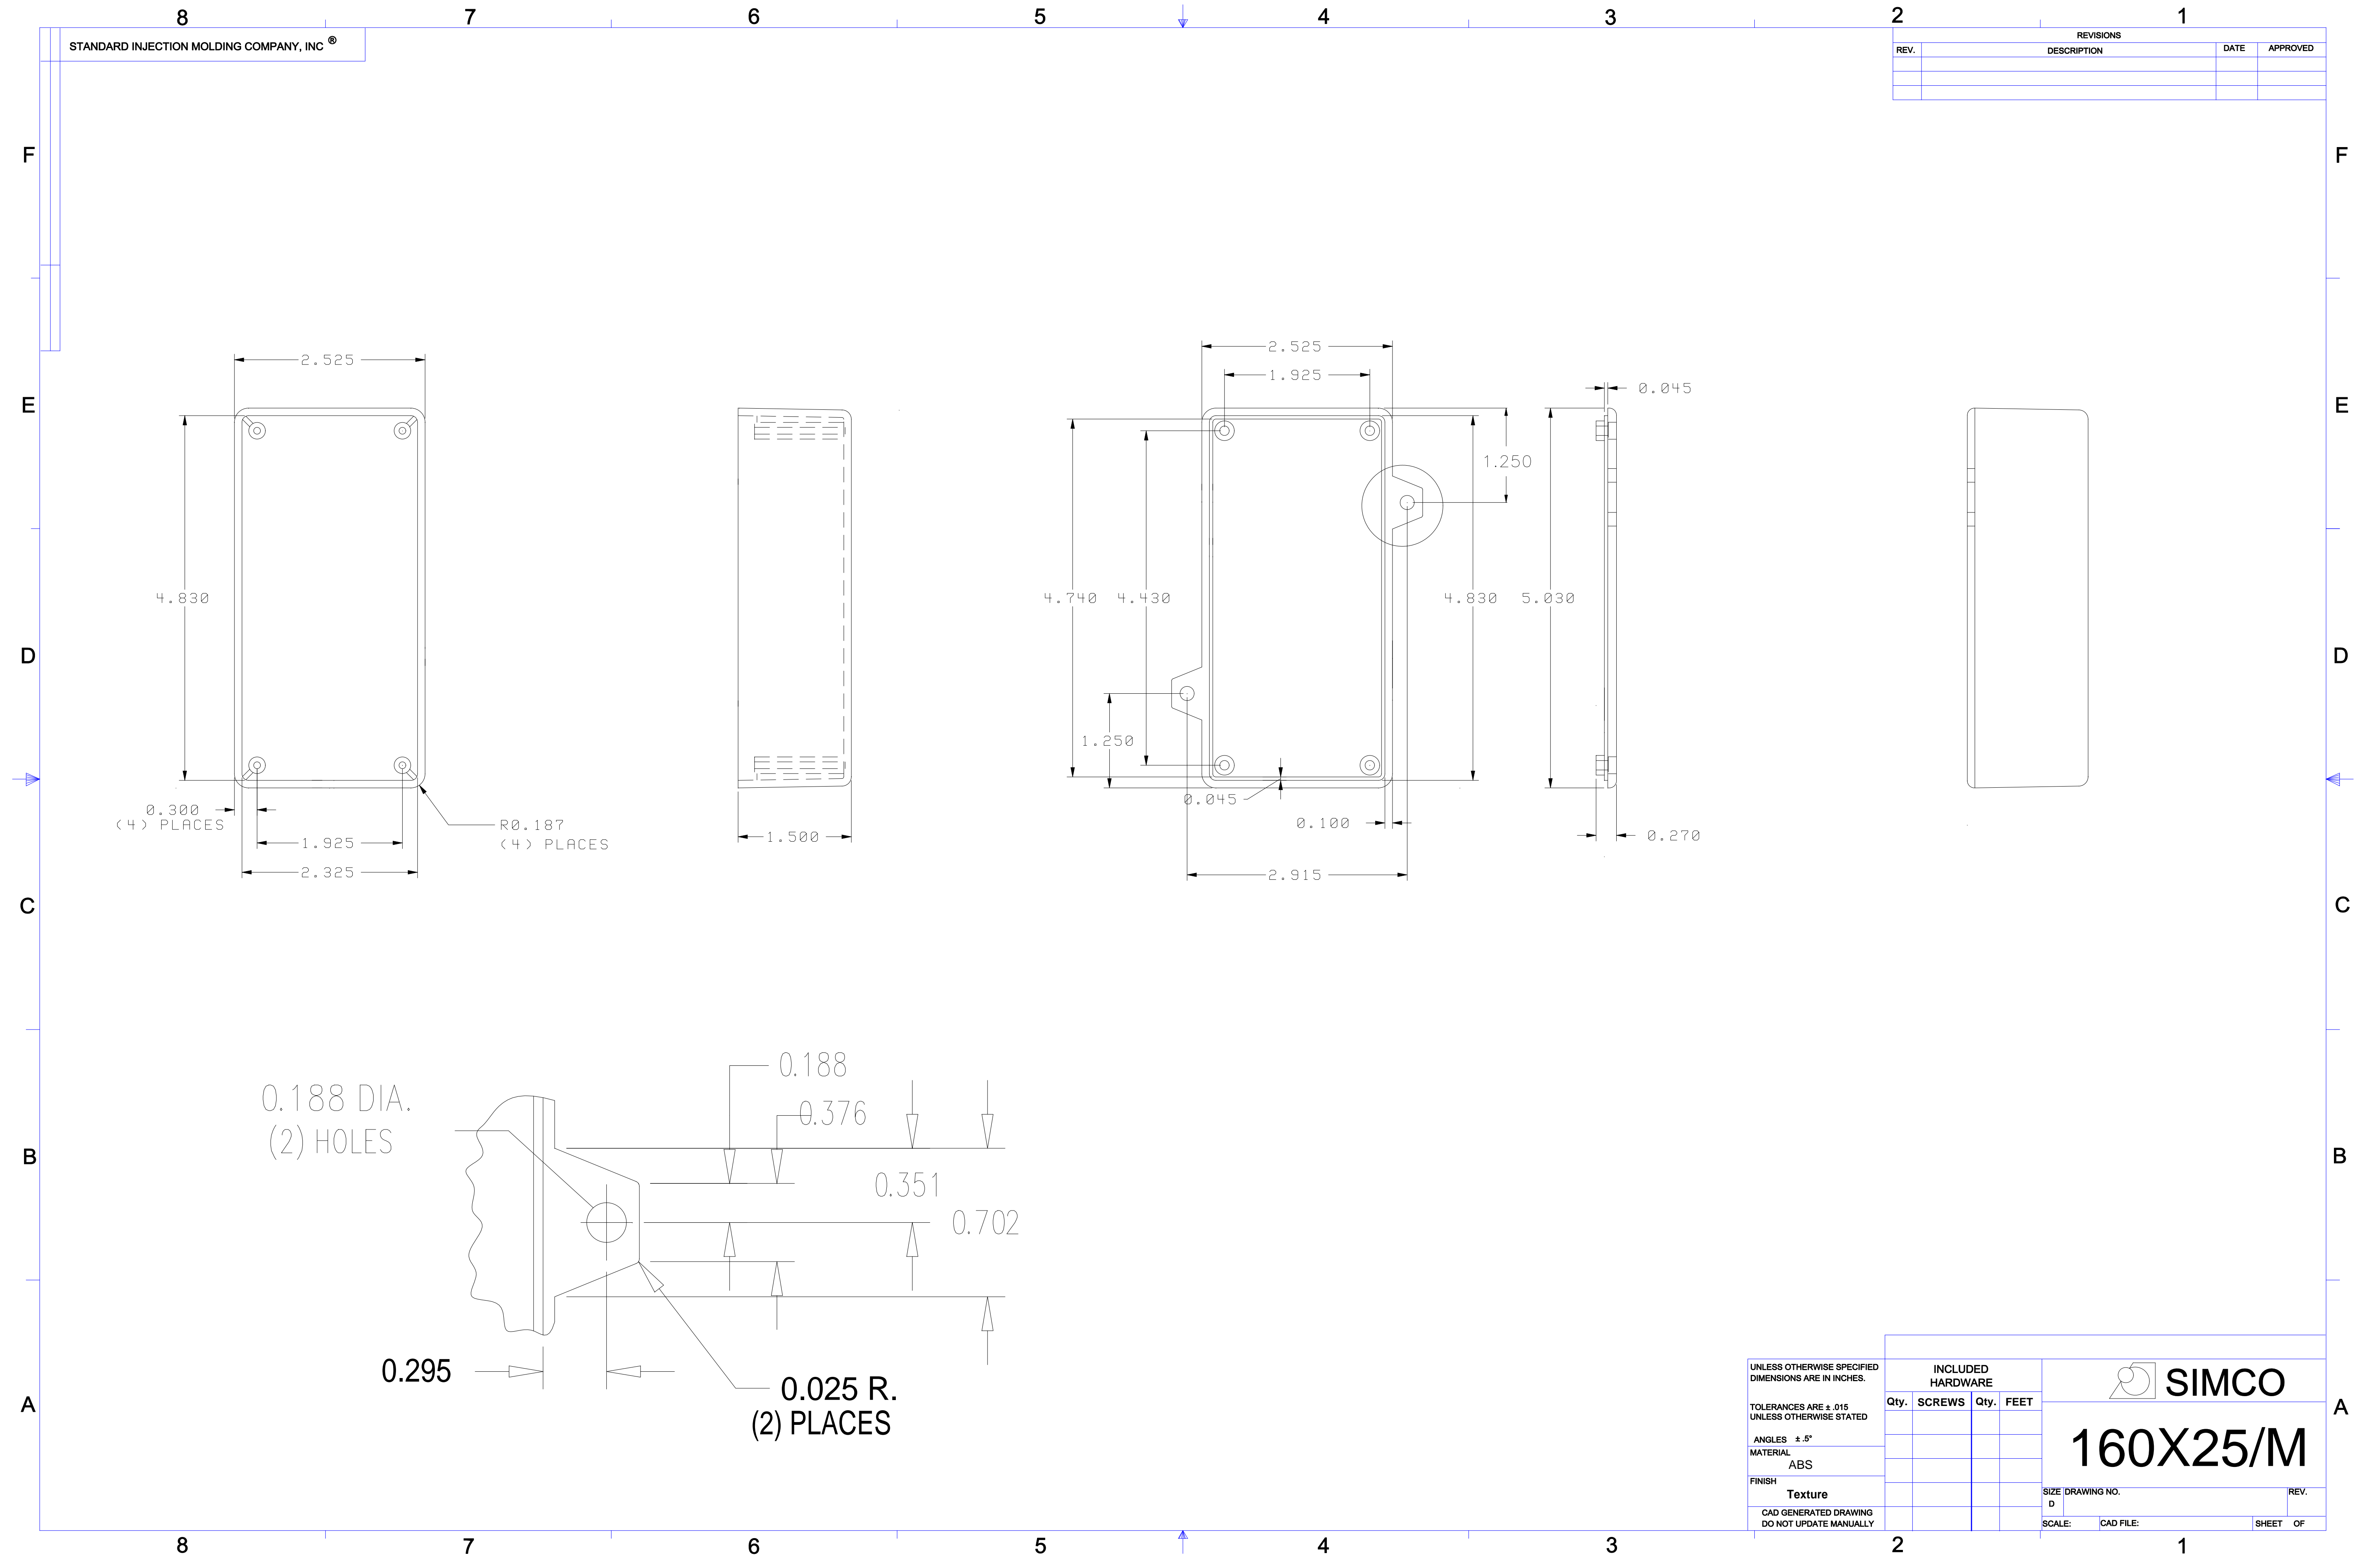 8 7 6 5 4 3 2 1
STANDARD INJECTION MOLDING COMPANY, INC ®
REVISIONS
REV. DESCRIPTION DATE APPROVED
F F
E E
D D
C C
B B
A A
2.525
4.830
0.300
(4) PLACES
1.925
2.325
R0.187
(4) PLACES
1.500
2.525
1.925
1.250
4.740 4.430
4.830 5.030
1.250
0.045
0.100
2.915
0.045
0.270
0.188 DIA.
(2) HOLES
0.188
0.376
0.351
0.702
0.295
0.025 R.
(2) PLACES
UNLESS OTHERWISE SPECIFIED
DIMENSIONS ARE IN INCHES.
TOLERANCES ARE ± .015
UNLESS OTHERWISE STATED
ANGLES ± .5°
MATERIAL
ABS
FINISH
Texture
CAD GENERATED DRAWING
DO NOT UPDATE MANUALLY
INCLUDED
HARDWARE
Qty. SCREWS Qty. FEET
SIMCO
160X25/M
SIZE DRAWING NO. REV.
D
SCALE: CAD FILE: SHEET OF
8 7 6 5 4 3 2 1